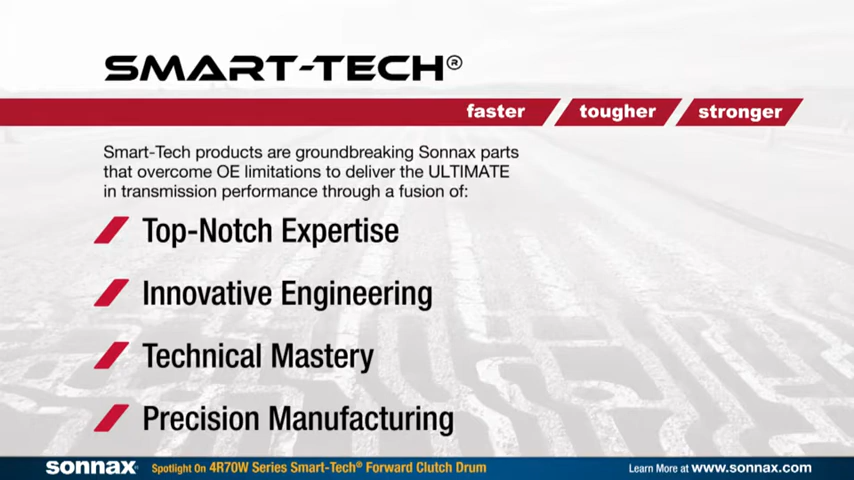 SMART-TECH®
faster tougher stronger
Smart-Tech products are groundbreaking Sonnax parts
that overcome OE limitations to deliver the ULTIMATE
in transmission performance through a fusion of:
Top-Notch Expertise
Innovative Engineering
Technical Mastery
Precision Manufacturing
sonnax® Spotlight On 4R70W Series Smart-Tech® Forward Clutch Drum Learn More at www.sonnax.com